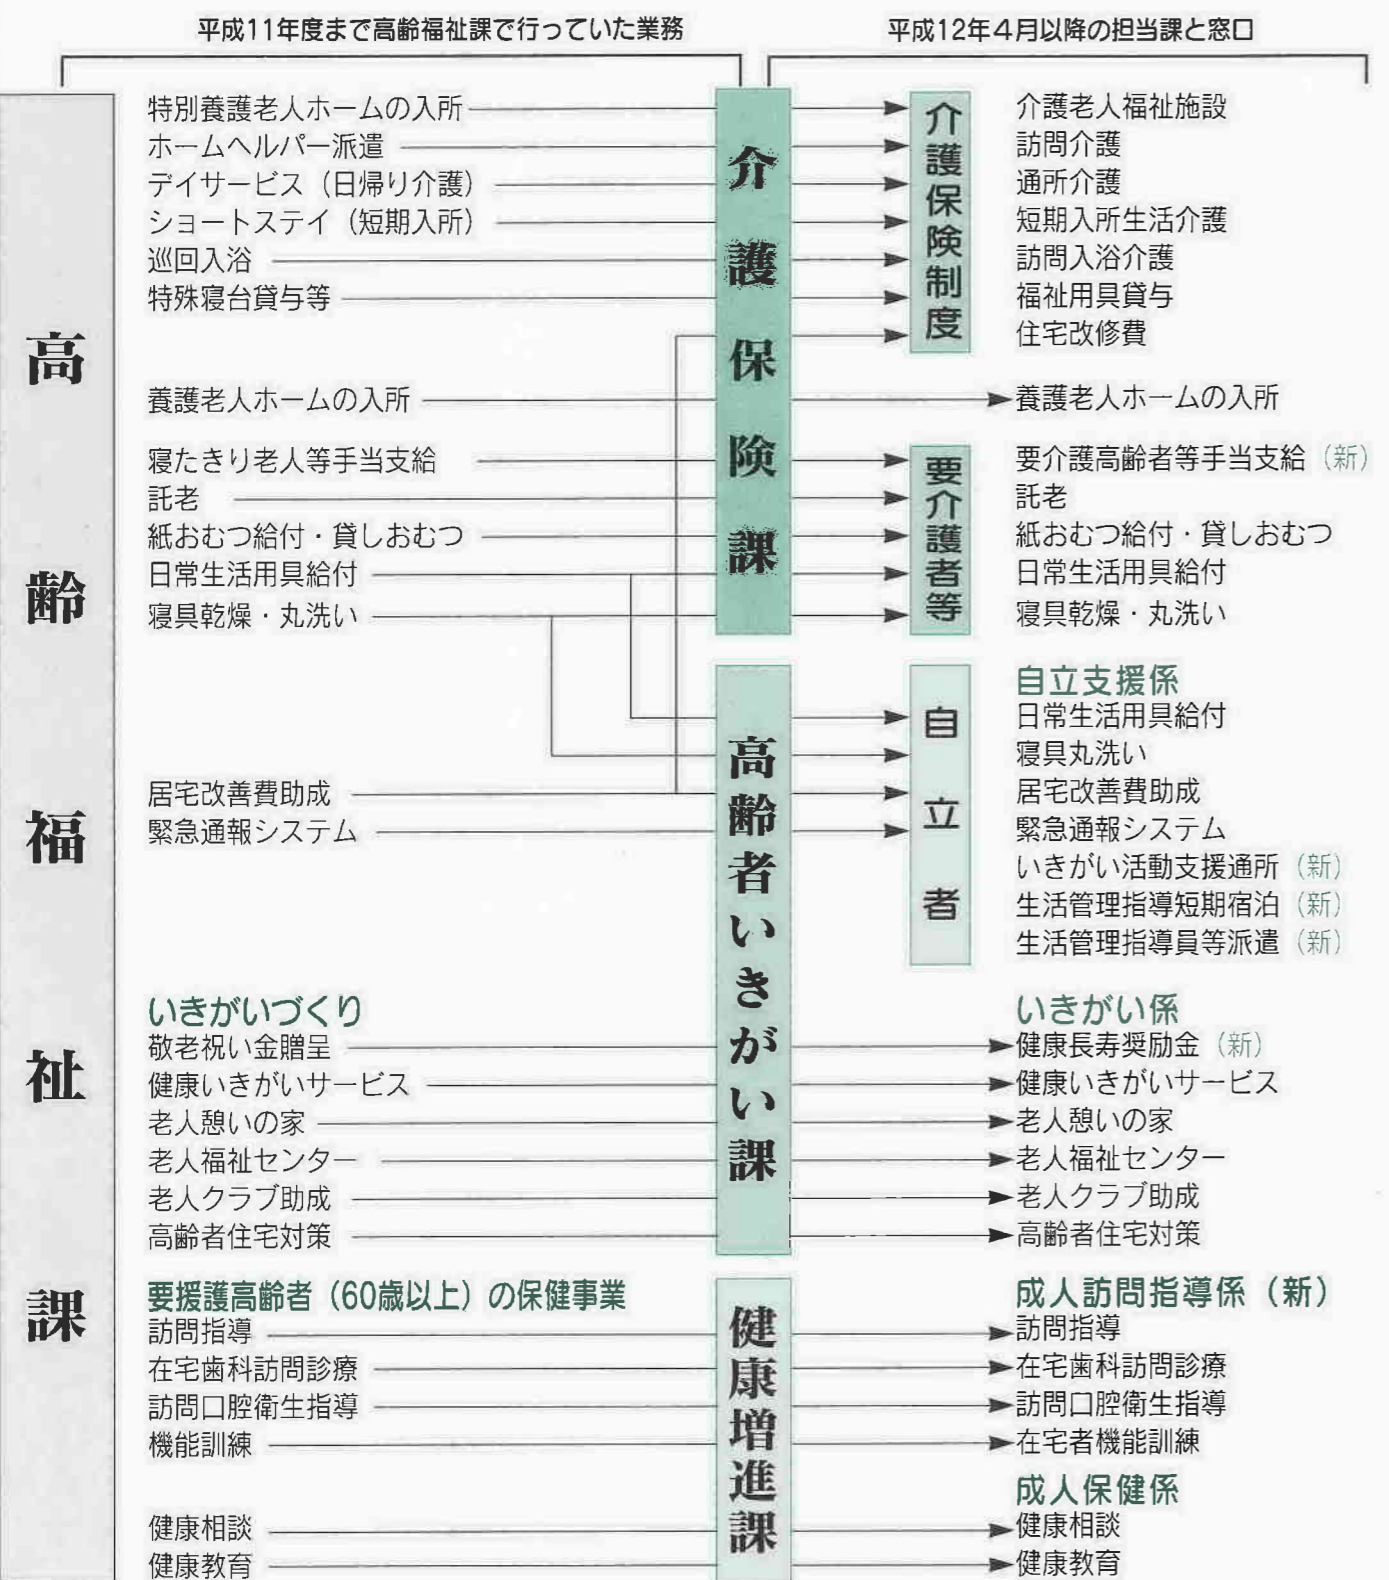 平成11年度まで高齢福祉課で行っていた業務
平成12年4月以降の担当課と窓口
高齢福祉課
特別養護老人ホームの入所
ホームヘルパー派遣
デイサービス（日帰り介護）
ショートステイ（短期入所）
巡回入浴
特殊寝台貸与等
養護老人ホームの入所
寝たきり老人等手当支給
託老
紙おむつ給付・貸しおむつ
日常生活用具給付
寝具乾燥・丸洗い
居宅改善費助成
緊急通報システム
いきがいづくり
敬老祝い金贈呈
健康いきがいサービス
老人憩いの家
老人福祉センター
老人クラブ助成
高齢者住宅対策
要援護高齢者（60歳以上）の保健事業
訪問指導
在宅歯科訪問診療
訪問口腔衛生指導
機能訓練
健康相談
健康教育
介護保険課
高齢者いきがい課
健康増進課
介護保険制度
要介護者等
自立者
介護老人福祉施設
訪問介護
通所介護
短期入所生活介護
訪問入浴介護
福祉用具貸与
住宅改修費
養護老人ホームの入所
要介護高齢者等手当支給（新）
託老
紙おむつ給付・貸しおむつ
日常生活用具給付
寝具乾燥・丸洗い
自立支援係
日常生活用具給付
寝具丸洗い
居宅改善費助成
緊急通報システム
いきがい活動支援通所（新）
生活管理指導短期宿泊（新）
生活管理指導員等派遣（新）
いきがい係
健康長寿奨励金（新）
健康いきがいサービス
老人憩いの家
老人福祉センター
老人クラブ助成
高齢者住宅対策
成人訪問指導係（新）
訪問指導
在宅歯科訪問診療
訪問口腔衛生指導
在宅者機能訓練
成人保健係
健康相談
健康教育